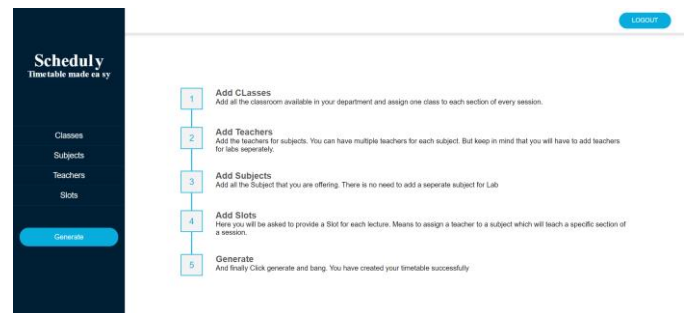 LOGOUT
Scheduly
Timetable made ea sy
Classes
Subjects
Teachers
Slots
Generate
1
Add CLasses
Add all the classroom available in your department and assign one class to each section of every session.
2
Add Teachers
Add the teachers for subjects. You can have multiple teachers for each subject. But keep in mind that you will have to add teachers
for labs seperately.
3
Add Subjects
Add all the Subject that you are offering. There is no need to add a seperate subject for Lab
4
Add Slots
Here you will be asked to provide a Slot for each lecture. Means to assign a teacher to a subject which will teach a specific section of
a session.
5
Generate
And finally Click generate and bang. You have created your timetable successfully